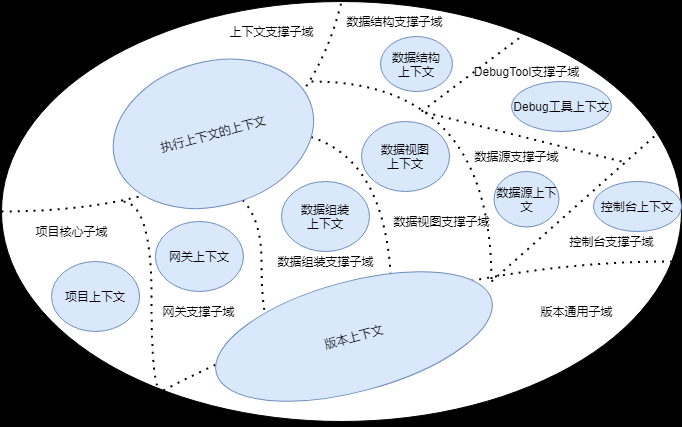 数据结构支撑子域
上下文支撑子域
数据结构
上下文
DebugTool支撑子域
Debug工具上下文
执行上下文的上下文
数据视图
上下文
数据源支撑子域
数据源上下
文
数据组装
上下文
控制台上下文
数据视图支撑子域
项目核心子域
控制台支撑子域
网关上下文
数据组装支撑子域
项目上下文
网关支撑子域
版本通用子域
版本上下文